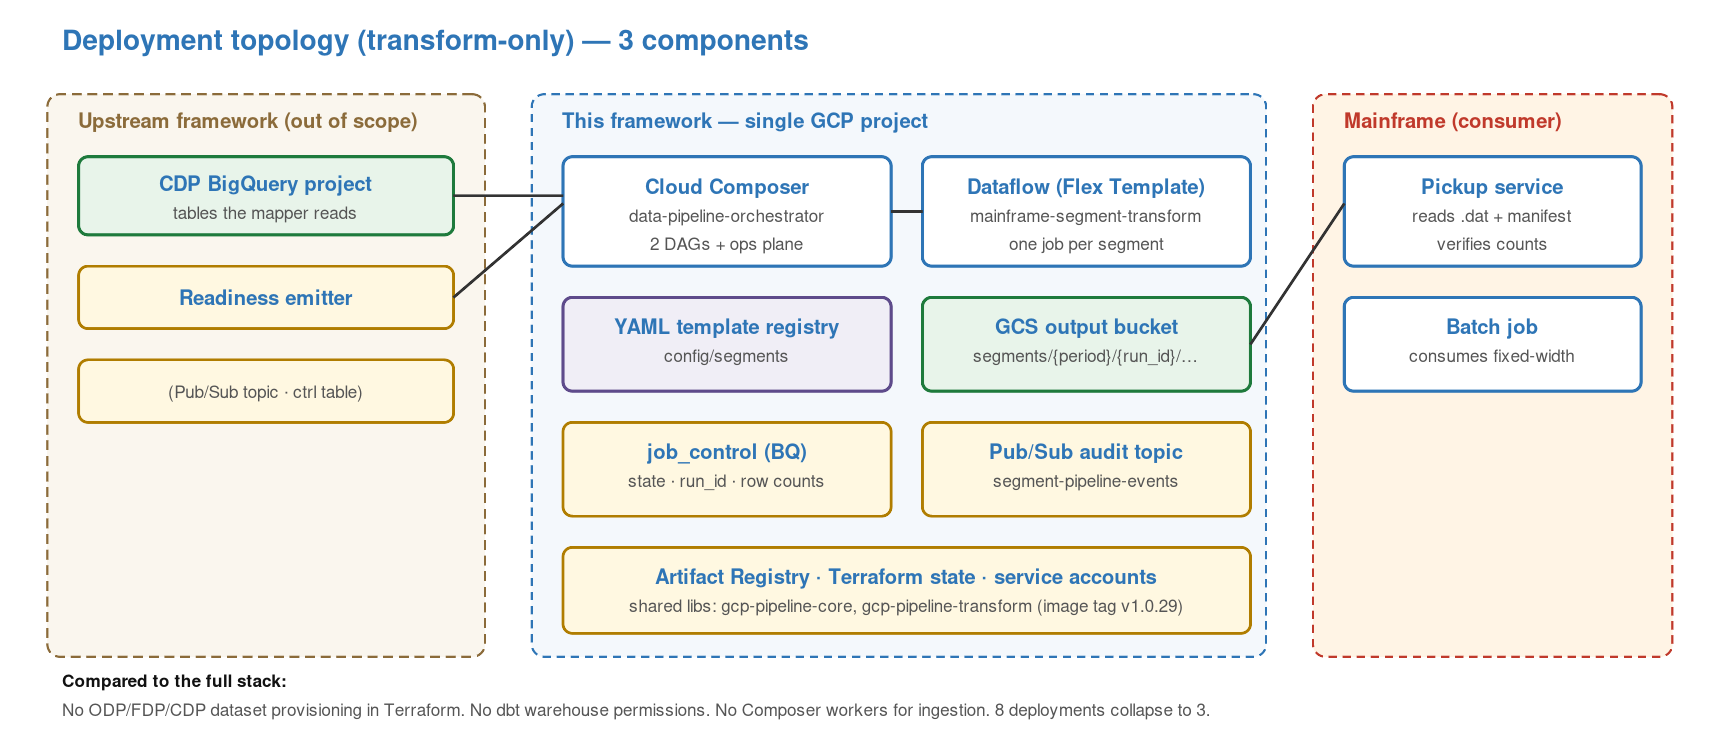 Deployment topology (transform-only) — 3 components
Upstream framework (out of scope)
CDP BigQuery project
tables the mapper reads
Readiness emitter
(Pub/Sub topic · ctrl table)
This framework — single GCP project
Cloud Composer
data-pipeline-orchestrator
2 DAGs + ops plane
Dataflow (Flex Template)
mainframe-segment-transform
one job per segment
YAML template registry
config/segments
GCS output bucket
segments/{period}/{run_id}/…
job_control (BQ)
state · run_id · row counts
Pub/Sub audit topic
segment-pipeline-events
Artifact Registry · Terraform state · service accounts
shared libs: gcp-pipeline-core, gcp-pipeline-transform (image tag v1.0.29)
Mainframe (consumer)
Pickup service
reads .dat + manifest
verifies counts
Batch job
consumes fixed-width
Compared to the full stack:
No ODP/FDP/CDP dataset provisioning in Terraform. No dbt warehouse permissions. No Composer workers for ingestion. 8 deployments collapse to 3.